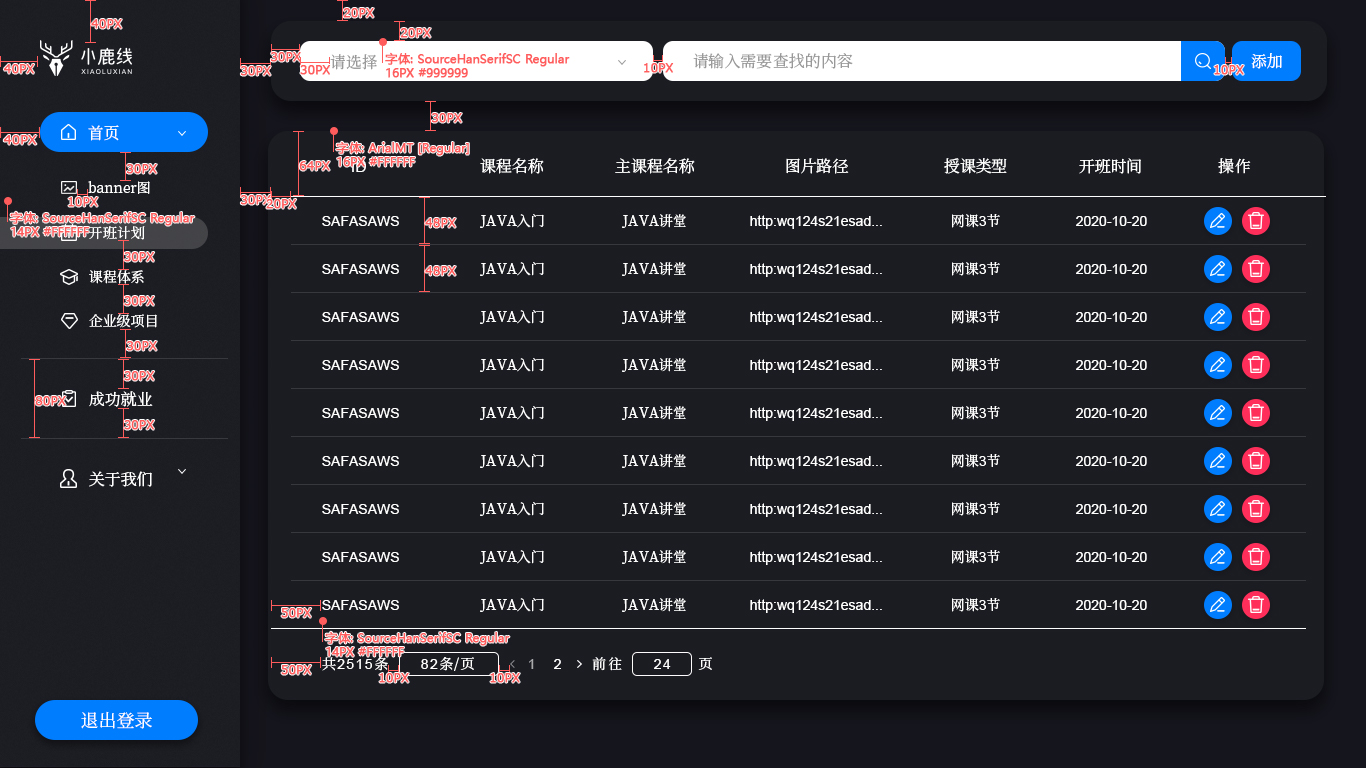 20PX
40PX
20PX
小鹿线
XIAOLUXIAN
40PX
30PX
30PX
30PX
请选择
字体: SourceHanSerifSC Regular
16PX #999999
10PX
请输入需要查找的内容
10PX
添加
30PX
40PX
首页
30PX
banner图
10PX
字体: SourceHanSerifSC Regular
14PX #FFFFFF
开班计划
30PX
课程体系
30PX
企业级项目
30PX
30PX
80PX
成功就业
30PX
关于我们
退出登录
字体: ArialMT [Regular]
16PX #FFFFFF
64PX
ID 课程名称 主课程名称 图片路径 授课类型 开班时间 操作
30PX
20PX
SAFASAWS JAVA入门 JAVA讲堂 http:wq124s21esad... 网课3节 2020-10-20
48PX
SAFASAWS JAVA入门 JAVA讲堂 http:wq124s21esad... 网课3节 2020-10-20
48PX
SAFASAWS JAVA入门 JAVA讲堂 http:wq124s21esad... 网课3节 2020-10-20
SAFASAWS JAVA入门 JAVA讲堂 http:wq124s21esad... 网课3节 2020-10-20
SAFASAWS JAVA入门 JAVA讲堂 http:wq124s21esad... 网课3节 2020-10-20
SAFASAWS JAVA入门 JAVA讲堂 http:wq124s21esad... 网课3节 2020-10-20
SAFASAWS JAVA入门 JAVA讲堂 http:wq124s21esad... 网课3节 2020-10-20
SAFASAWS JAVA入门 JAVA讲堂 http:wq124s21esad... 网课3节 2020-10-20
SAFASAWS JAVA入门 JAVA讲堂 http:wq124s21esad... 网课3节 2020-10-20
50PX
字体: SourceHanSerifSC Regular
14PX #FFFFFF
共2515条 82条/页 1 2 前往 24 页
50PX
10PX
10PX